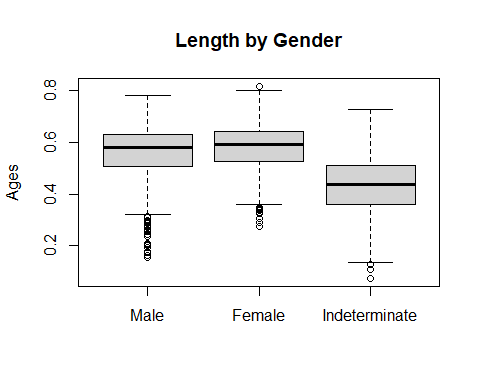 Length by Gender
Ages
0.8
0.6
0.4
0.2
Male Female Indeterminate